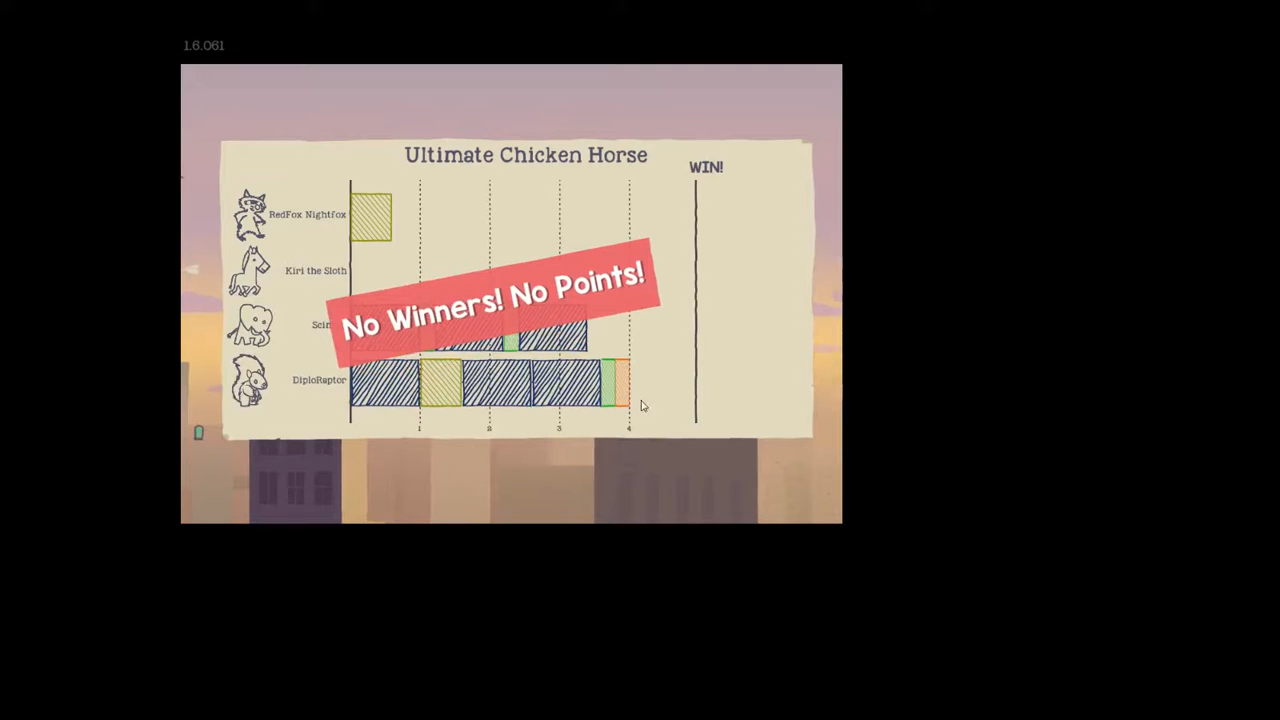 1.6.061
Ultimate Chicken Horse
WIN!
RedFox Nightfox
Kiri the Sloth
No Winners! No Points!
DiploRaptor
1 2 3 4